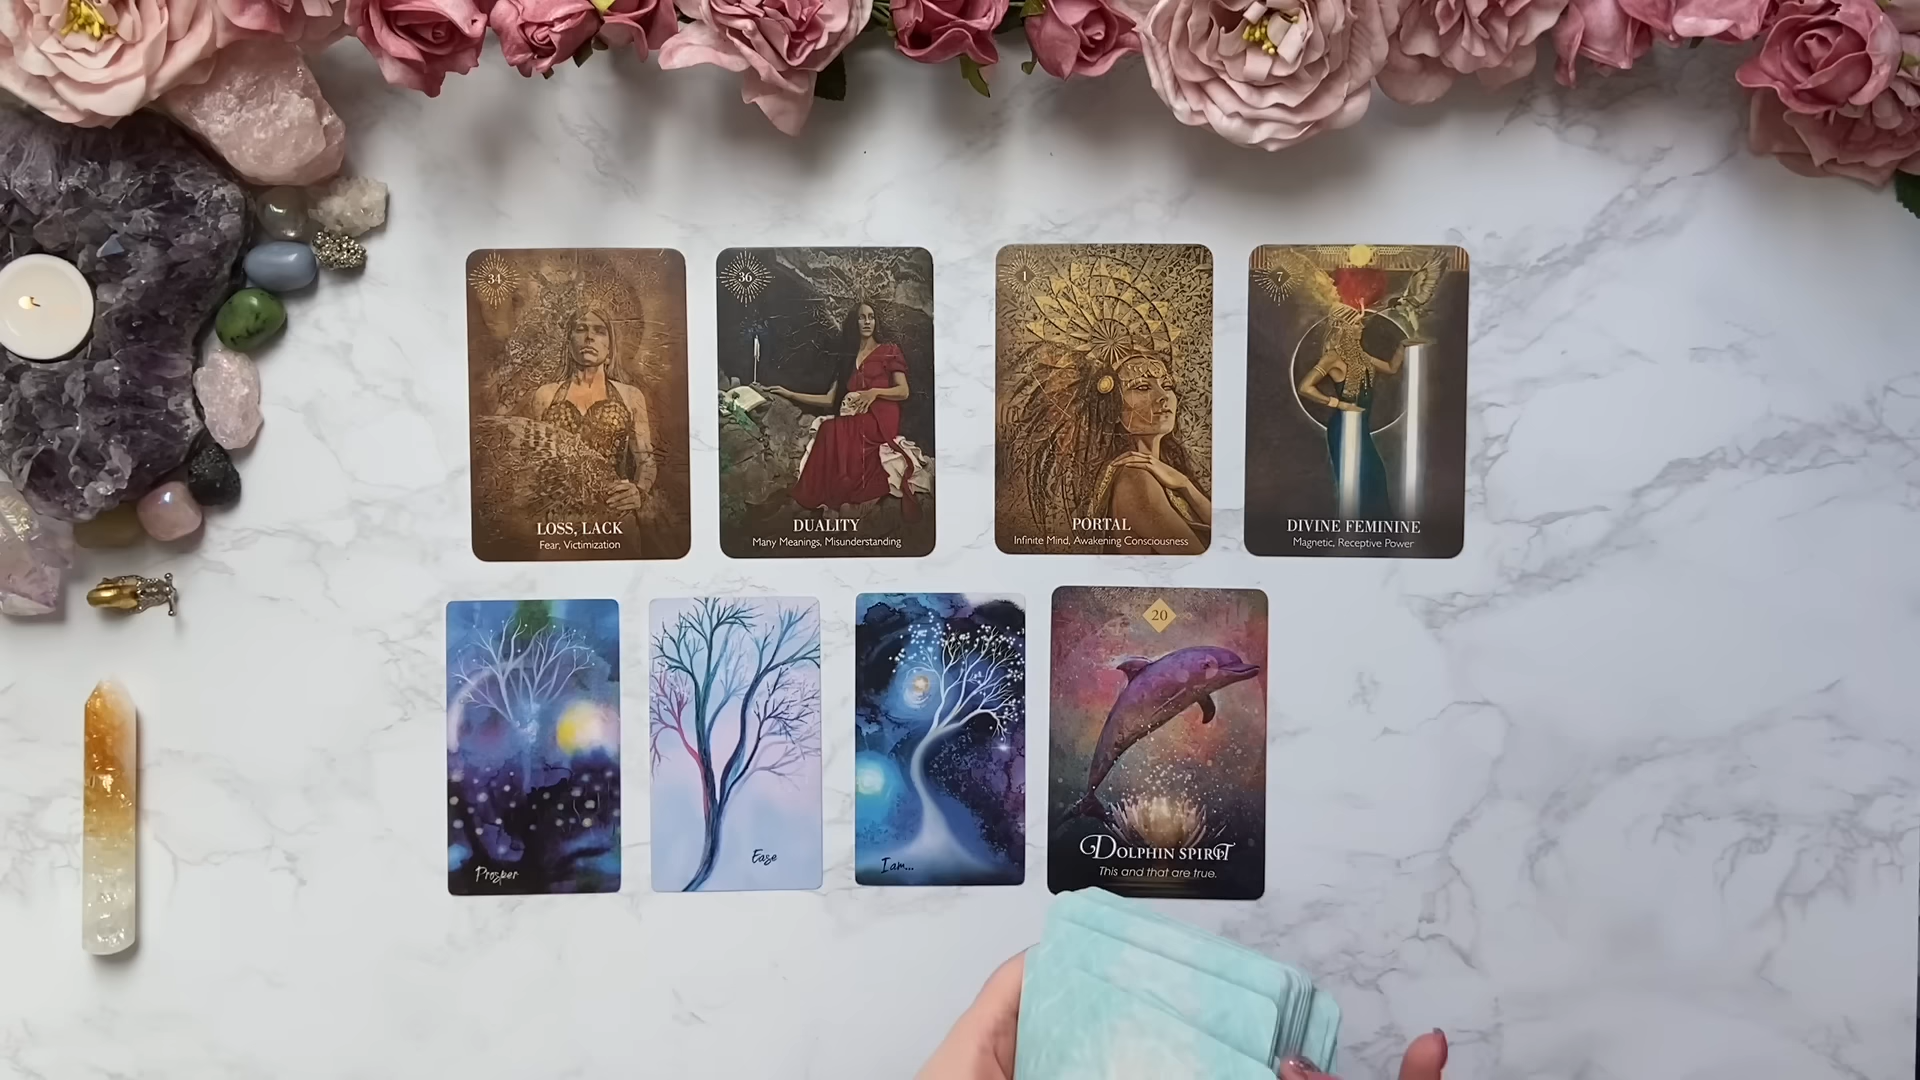 34
LOSS, LACK
Fear, Victimization
36
DUALITY
Many Meanings, Misunderstanding
1
PORTAL
Infinite Mind, Awakening Consciousness
7
DIVINE FEMININE
Magnetic, Receptive Power
Prosper
Ease
I am...
20
DOLPHIN SPIRIT
This and that are true.